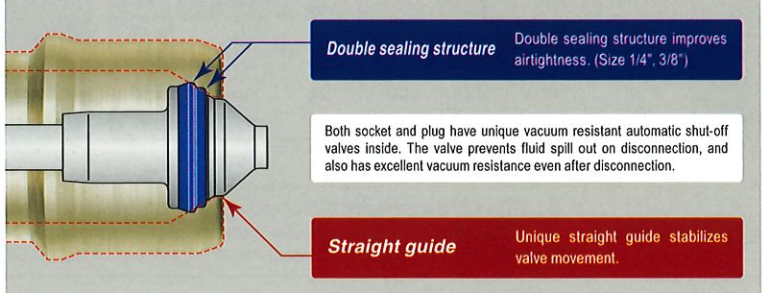 Double sealing structure
Double sealing structure improves
airtightness. (Size 1/4", 3/8")
Both socket and plug have unique vacuum resistant automatic shut-off
valves inside. The valve prevents fluid spill out on disconnection, and
also has excellent vacuum resistance even after disconnection.
Straight guide
Unique straight guide stabilizes
valve movement.